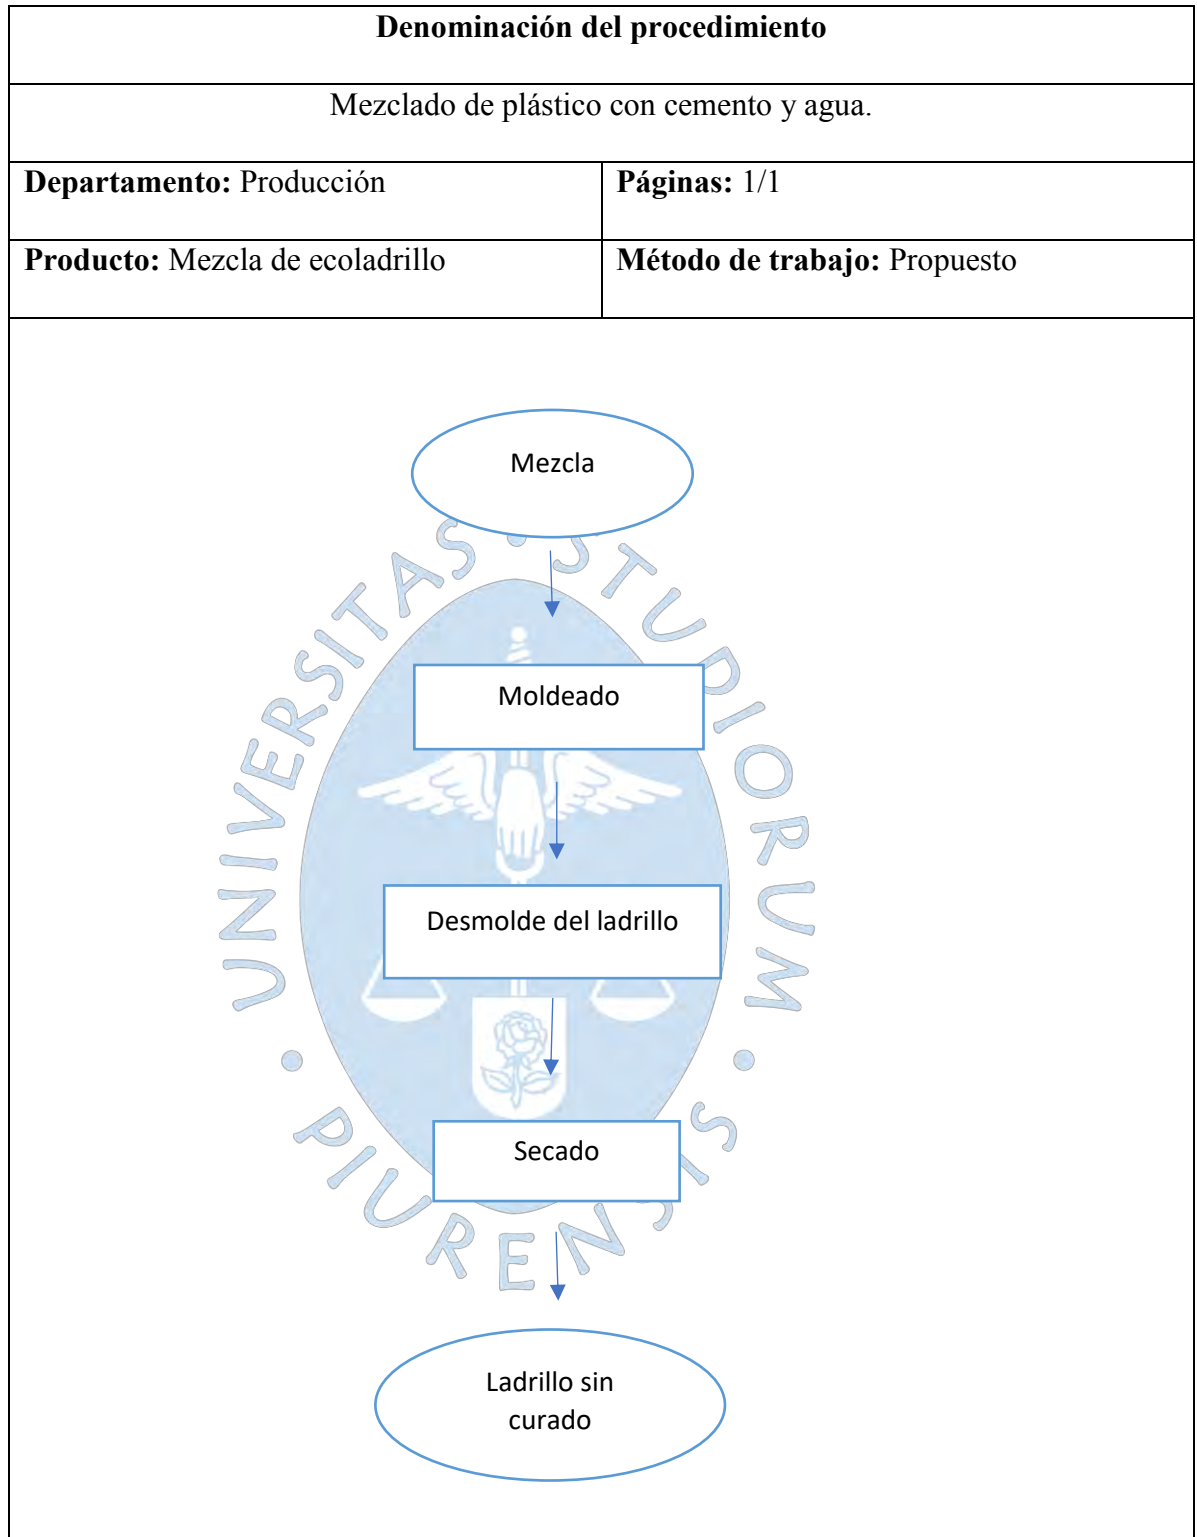 Denominación del procedimiento
Mezclado de plástico con cemento y agua.
Departamento: Producción
Páginas: 1/1
Producto: Mezcla de ecoladrillo
Método de trabajo: Propuesto
Mezcla
UNIVERSITAS • STUDIORUM • PIURENSIS •
Moldeado
Desmolde del ladrillo
Secado
Ladrillo sin
curado